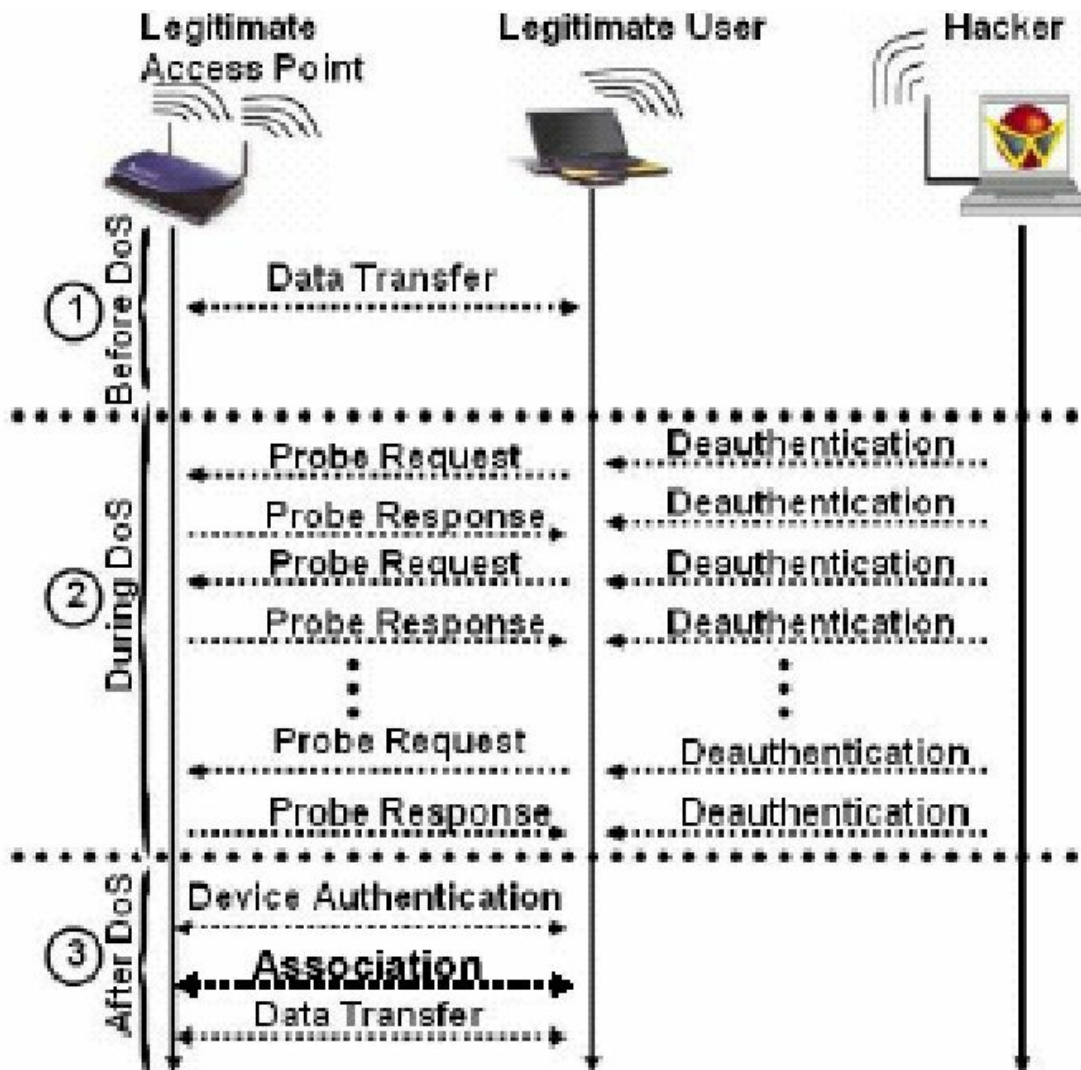 Legitimate
Access Point
Legitimate User
Hacker
1
Before DoS
Data Transfer
2
During DoS
Probe Request
Deauthentication
Probe Response
Deauthentication
Probe Request
Deauthentication
Probe Response
Deauthentication
Probe Request
Deauthentication
Probe Response
Deauthentication
3
After DoS
Device Authentication
Association
Data Transfer